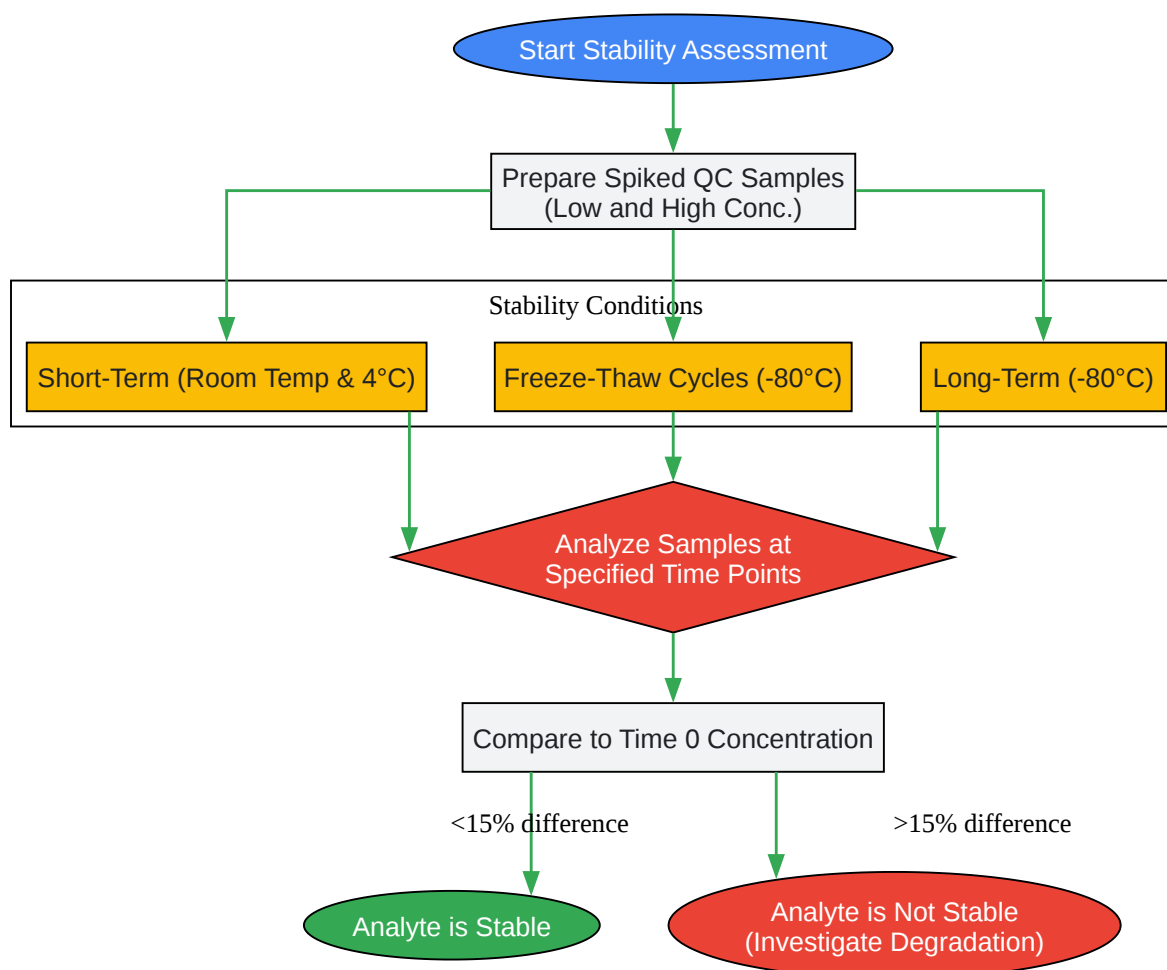 Start Stability Assessment
Prepare Spiked QC Samples
(Low and High Conc.)
Stability Conditions
Short-Term (Room Temp & 4°C)
Freeze-Thaw Cycles (-80°C)
Long-Term (-80°C)
Analyze Samples at
Specified Time Points
Compare to Time 0 Concentration
<15% difference
>15% difference
Analyte is Stable
Analyte is Not Stable
(Investigate Degradation)